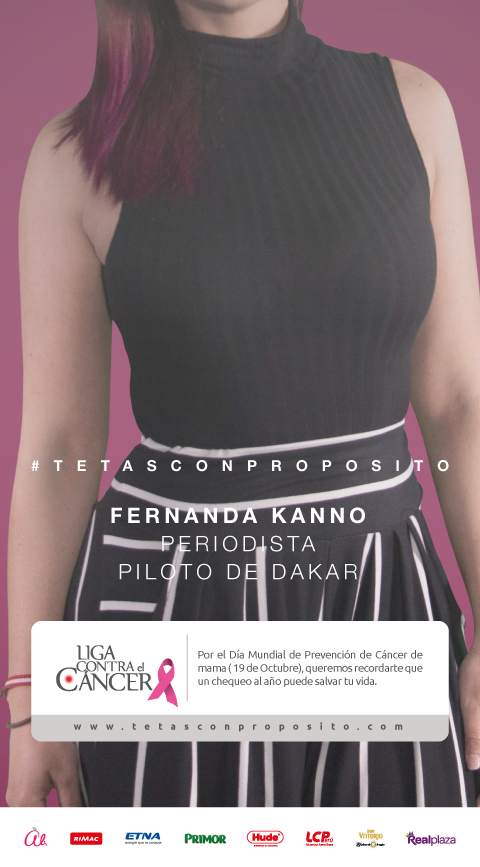 #TETASCONPROPOSITO
FERNANDA KANNO
PERIODISTA
PILOTO DE DAKAR
LIGA
CONTRA el
CÁNCER
Por el Día Mundial de Prevención de Cáncer de
mama ( 19 de Octubre), queremos recordarte que
un chequeo al año puede salvar tu vida.
www.tetasconproposito.com
RIMAC
ETNA
PRIMOR
Hude
LCP
DON VITTORIO
Realplaza